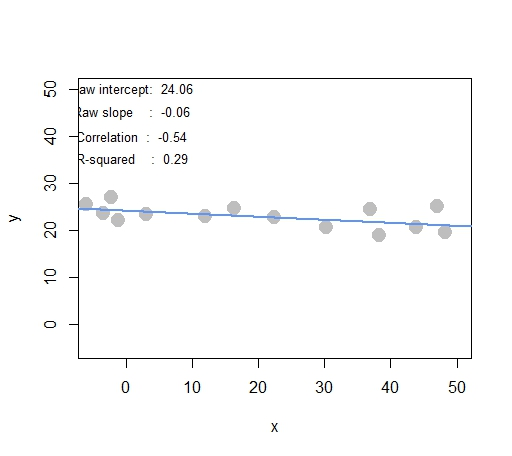 aw intercept: 24.06
Raw slope : -0.06
Correlation : -0.54
R-squared : 0.29
y
50
40
30
20
10
0
0 10 20 30 40 50
x